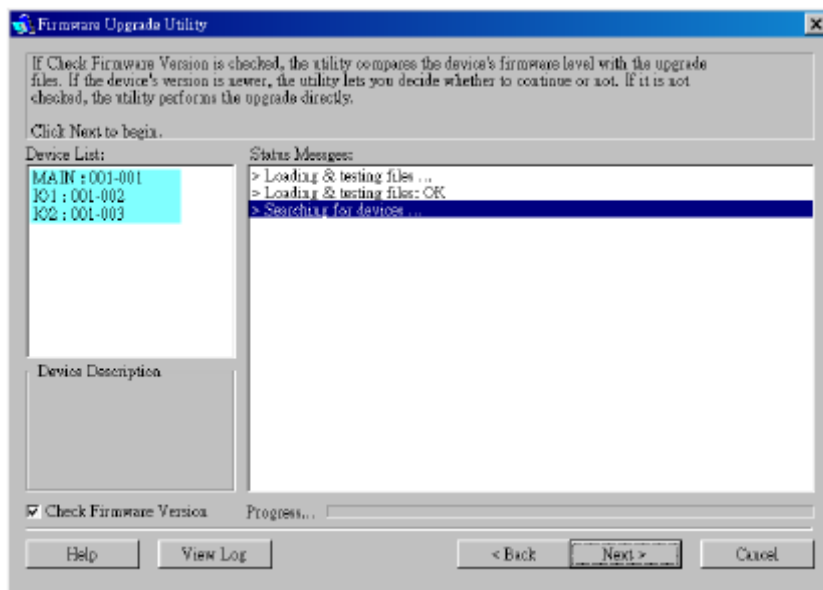 Firmware Upgrade Utility
If Check Firmware Version is checked, the utility compares the device's firmware level with the upgrade
files. If the device's version is newer, the utility lets you decide whether to continue or not. If it is not
checked, the utility performs the upgrade directly.
Click Next to begin.
Device List:
Status Messges:
MAIN : 001-001
IO1 : 001-002
IO2 : 001-003
> Loading & testing files ...
> Loading & testing files: OK
> Searching for devices ...
Device Description
Check Firmware Version
Progress...
Help
View Log
< Back
Next >
Cancel